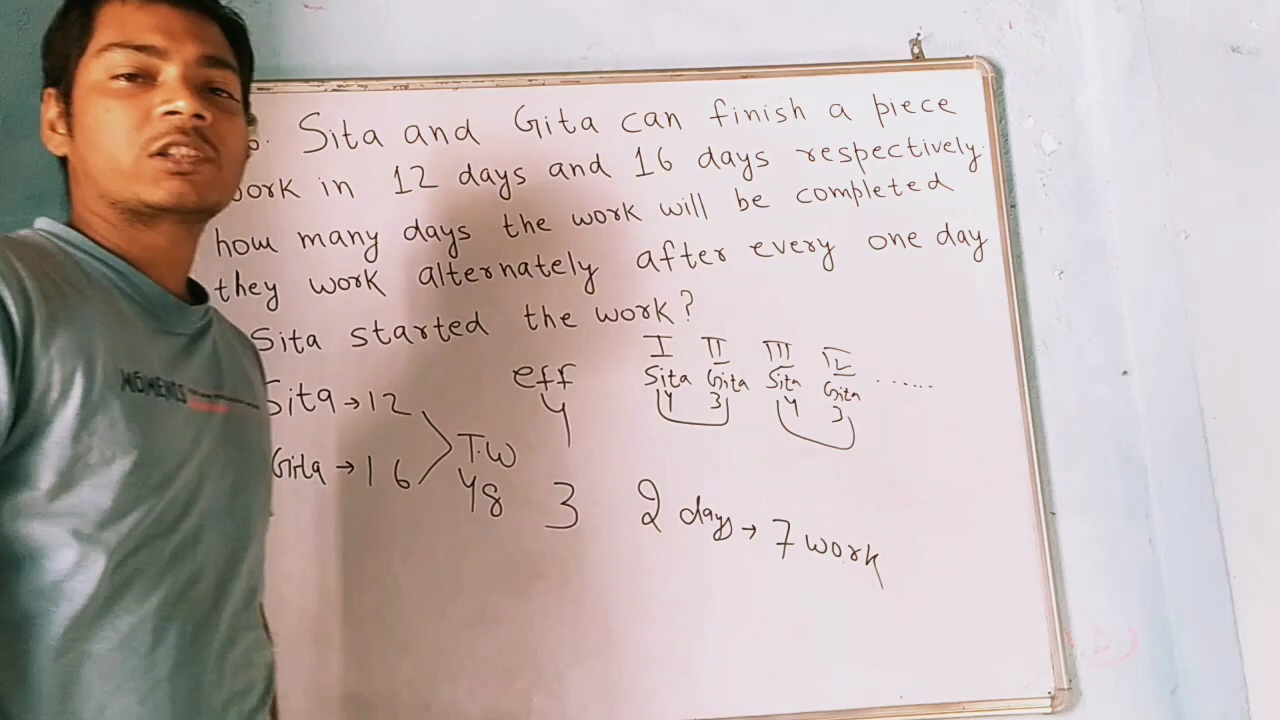 Sita and Gita can finish a piece
work in 12 days and 16 days respectively.
how many days the work will be completed
they work alternately after every one day
Sita started the work?
I II III IV
eff Sita Gita Sita Gita ......
Sita → 12 4 4 3 4 3
T.W
Gita → 16
48 3 2 days → 7 work
MOMENTS